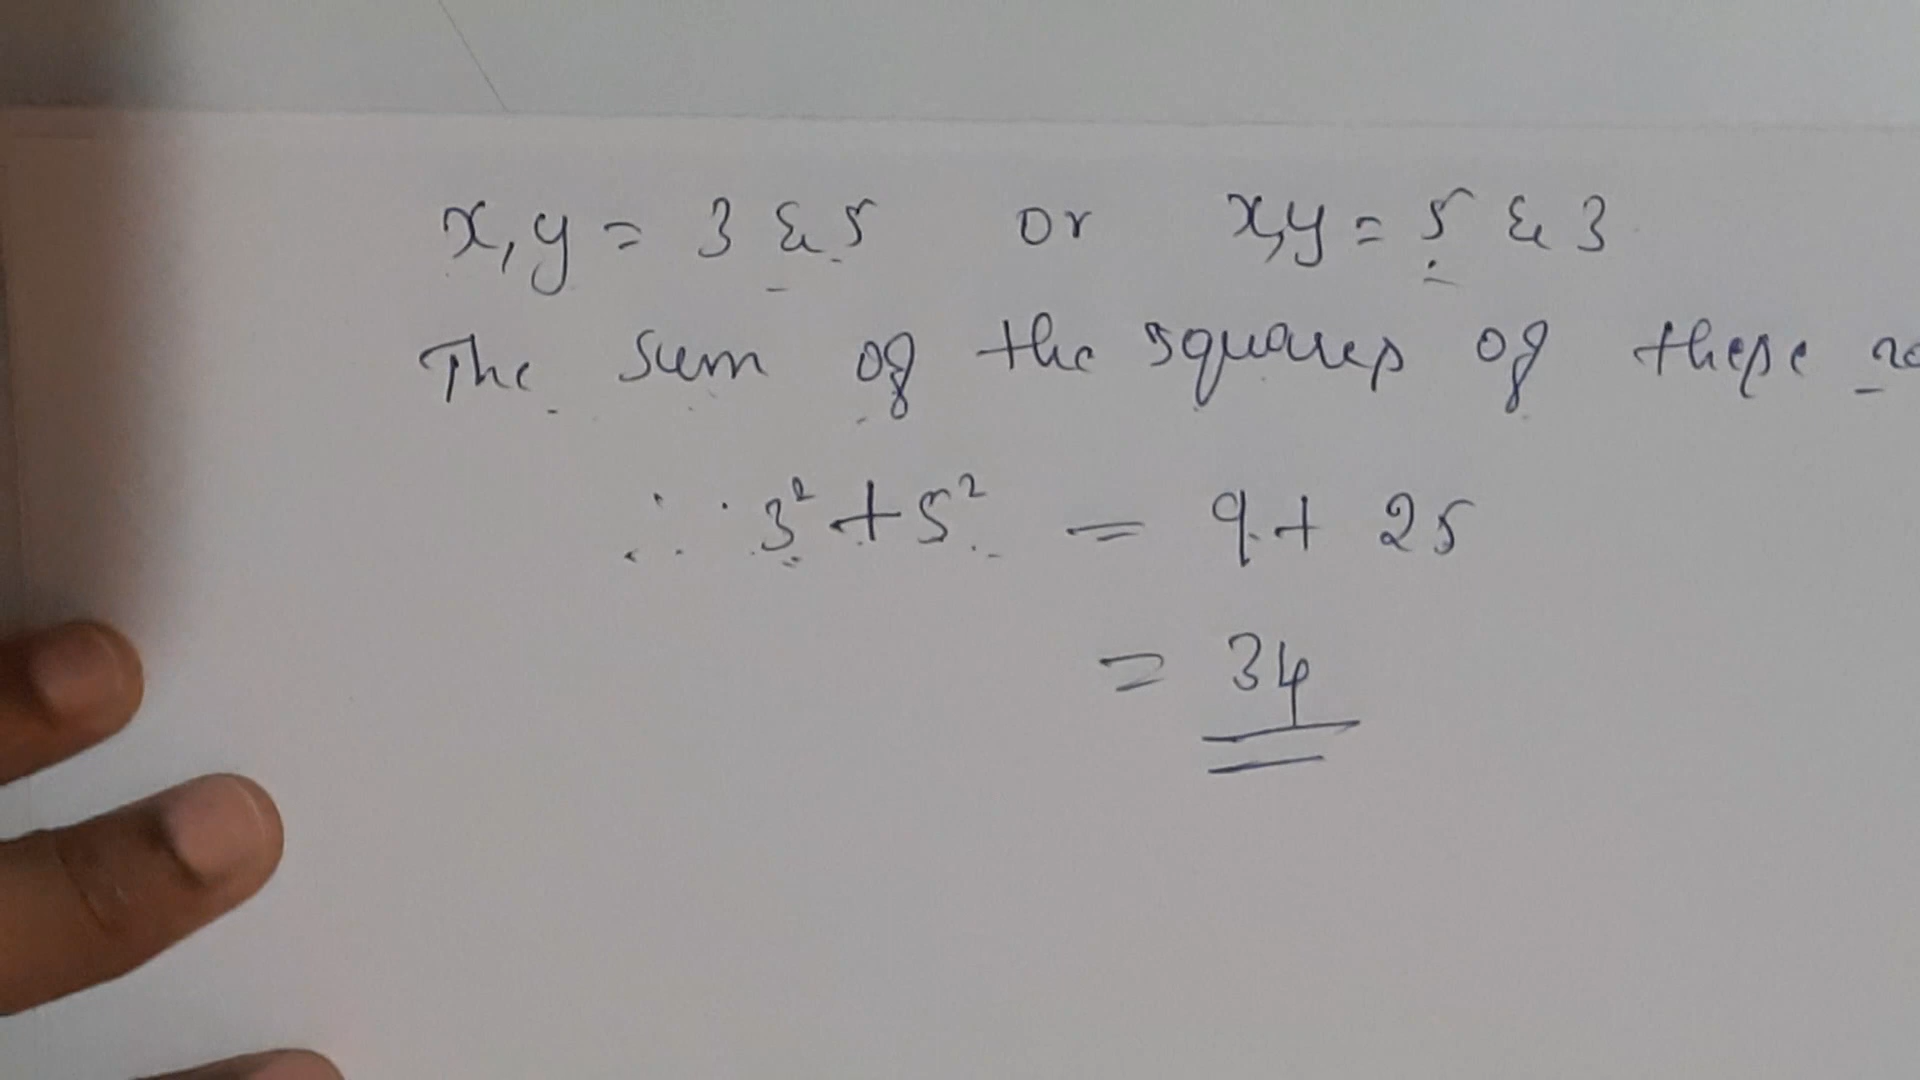 x, y = 3 & 5 or x,y = 5 & 3
The sum of the squares of these
∴ 3² + 5² = 9 + 25
= 34